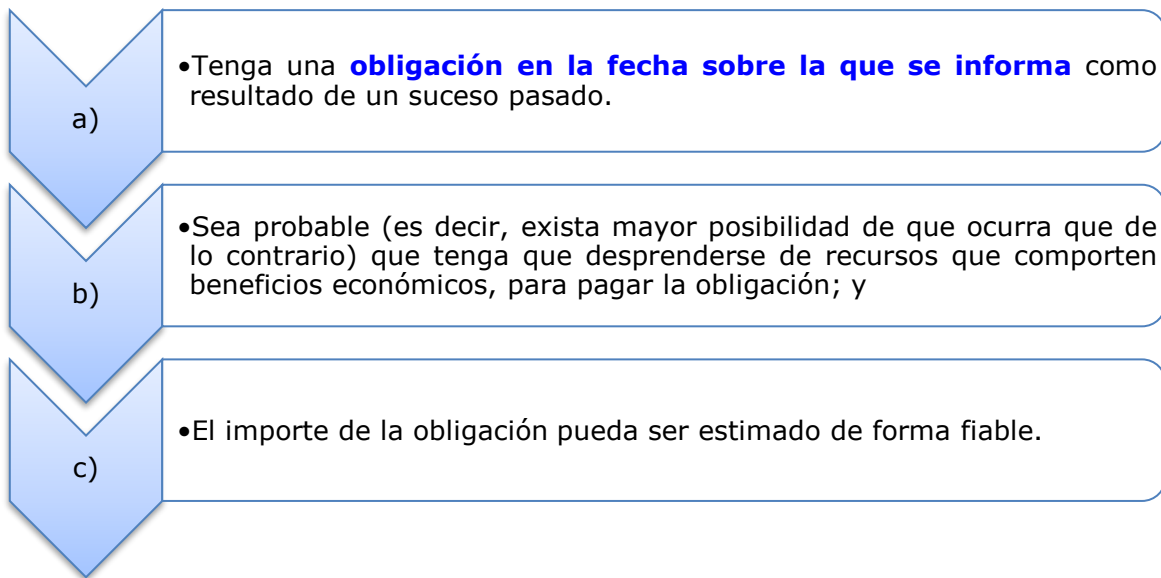 a)
•Tenga una obligación en la fecha sobre la que se informa como
resultado de un suceso pasado.
b)
•Sea probable (es decir, exista mayor posibilidad de que ocurra que de
lo contrario) que tenga que desprenderse de recursos que comporten
beneficios económicos, para pagar la obligación; y
c)
•El importe de la obligación pueda ser estimado de forma fiable.